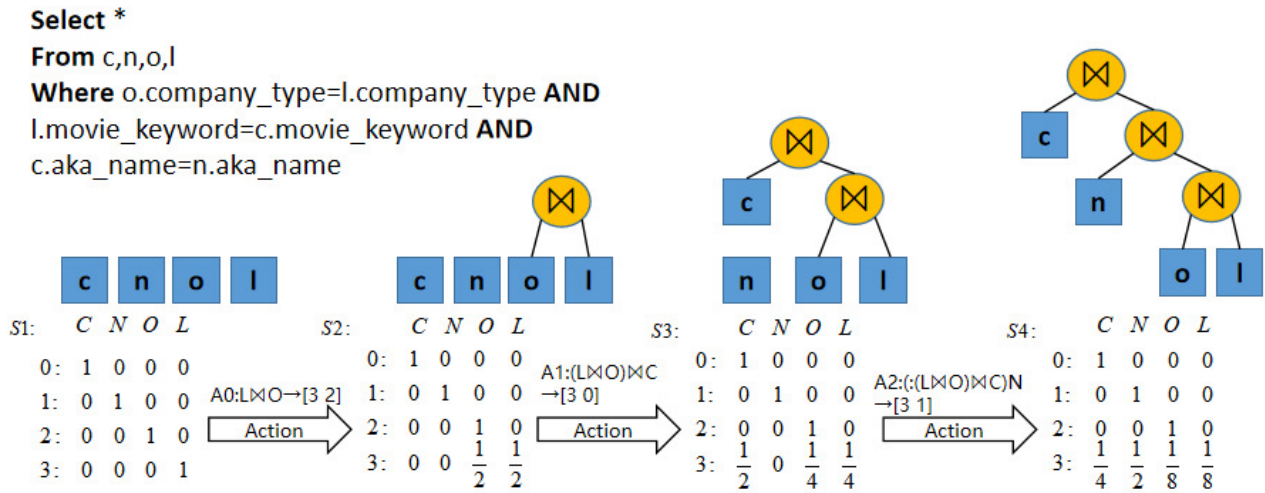 Select *
From c,n,o,l
Where o.company_type=l.company_type AND
l.movie_keyword=c.movie_keyword AND
c.aka_name=n.aka_name
c n o l
S1: C N O L
0: 1 0 0 0
1: 0 1 0 0
2: 0 0 1 0
3: 0 0 0 1
A0:L⋈O→[3 2]
Action
⋈
c n o l
S2: C N O L
0: 1 0 0 0
1: 0 1 0 0
2: 0 0 1 0
3: 0 0 1/2 1/2
A1:(L⋈O)⋈C
→[3 0]
Action
⋈
c ⋈
n o l
S3: C N O L
0: 1 0 0 0
1: 0 1 0 0
2: 0 0 1 0
3: 1/2 0 1/4 1/4
A2:(:(L⋈O)⋈C)N
→[3 1]
Action
⋈
c ⋈
n ⋈
o l
S4: C N O L
0: 1 0 0 0
1: 0 1 0 0
2: 0 0 1 0
3: 1/4 1/2 1/8 1/8